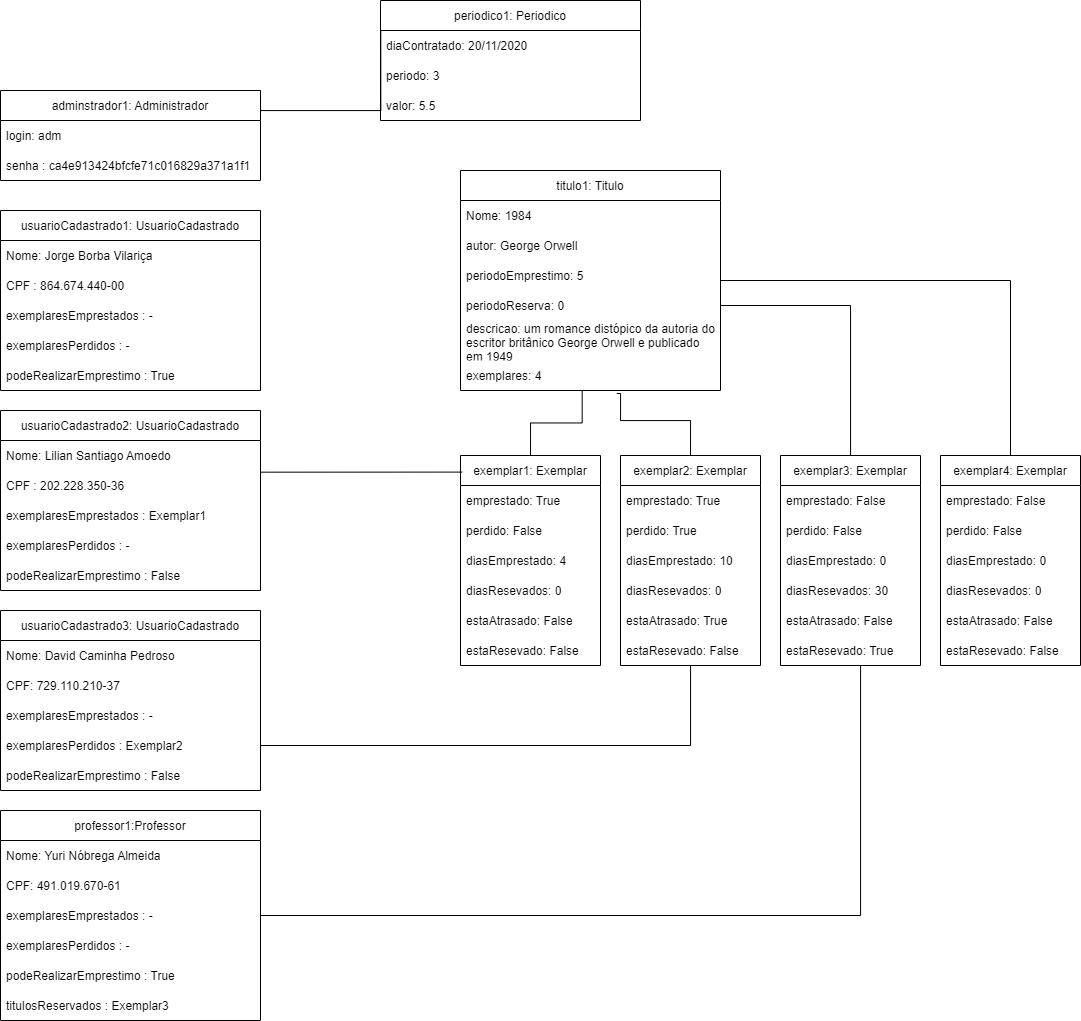 periodico1: Periodico
diaContratado: 20/11/2020
periodo: 3
valor: 5.5
adminstrador1: Administrador
login: adm
senha : ca4e913424bfcfe71c016829a371a1f1
usuarioCadastrado1: UsuarioCadastrado
Nome: Jorge Borba Vilariça
CPF : 864.674.440-00
exemplaresEmprestados : -
exemplaresPerdidos : -
podeRealizarEmprestimo : True
titulo1: Titulo
Nome: 1984
autor: George Orwell
periodoEmprestimo: 5
periodoReserva: 0
descricao: um romance distópico da autoria do
escritor britânico George Orwell e publicado
em 1949
exemplares: 4
usuarioCadastrado2: UsuarioCadastrado
Nome: Lilian Santiago Amoedo
CPF : 202.228.350-36
exemplaresEmprestados : Exemplar1
exemplaresPerdidos : -
podeRealizarEmprestimo : False
exemplar1: Exemplar
emprestado: True
perdido: False
diasEmprestado: 4
diasResevados: 0
estaAtrasado: False
estaResevado: False
exemplar2: Exemplar
emprestado: True
perdido: True
diasEmprestado: 10
diasResevados: 0
estaAtrasado: True
estaResevado: False
exemplar3: Exemplar
emprestado: False
perdido: False
diasEmprestado: 0
diasResevados: 30
estaAtrasado: False
estaResevado: True
exemplar4: Exemplar
emprestado: False
perdido: False
diasEmprestado: 0
diasResevados: 0
estaAtrasado: False
estaResevado: False
usuarioCadastrado3: UsuarioCadastrado
Nome: David Caminha Pedroso
CPF: 729.110.210-37
exemplaresEmprestados : -
exemplaresPerdidos : Exemplar2
podeRealizarEmprestimo : False
professor1:Professor
Nome: Yuri Nóbrega Almeida
CPF: 491.019.670-61
exemplaresEmprestados : -
exemplaresPerdidos : -
podeRealizarEmprestimo : True
titulosReservados : Exemplar3